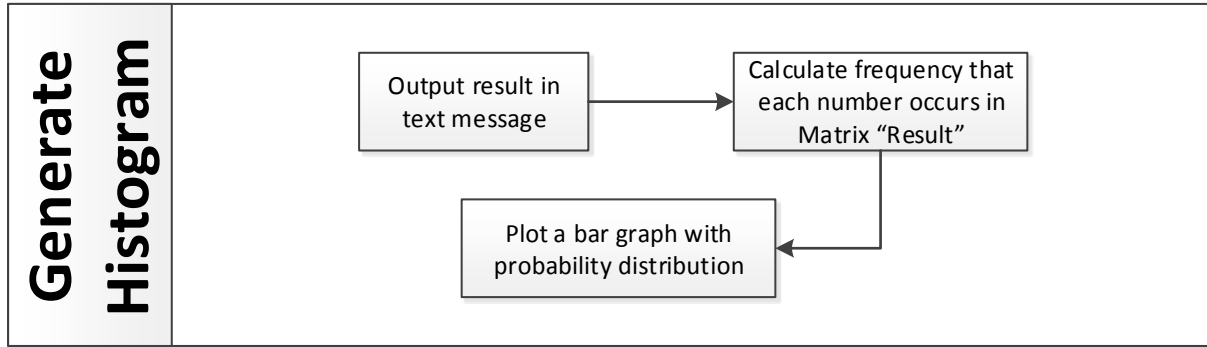 Generate
Histogram
Output result in
text message
Calculate frequency that
each number occurs in
Matrix “Result”
Plot a bar graph with
probability distribution